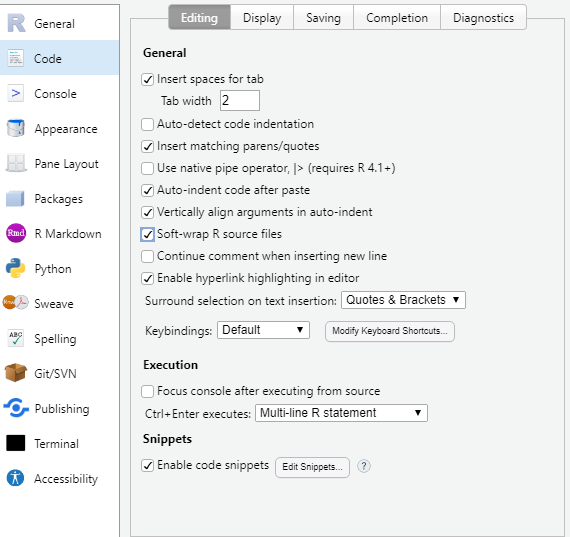 General
Code
Console
Appearance
Pane Layout
Packages
Rmd R Markdown
Python
Rnw Sweave
ABC Spelling
Git/SVN
Publishing
Terminal
Accessibility
Editing Display Saving Completion Diagnostics
General
Insert spaces for tab
Tab width 2
Auto-detect code indentation
Insert matching parens/quotes
Use native pipe operator, |> (requires R 4.1+)
Auto-indent code after paste
Vertically align arguments in auto-indent
Soft-wrap R source files
Continue comment when inserting new line
Enable hyperlink highlighting in editor
Surround selection on text insertion: Quotes & Brackets
Keybindings: Default Modify Keyboard Shortcuts...
Execution
Focus console after executing from source
Ctrl+Enter executes: Multi-line R statement
Snippets
Enable code snippets Edit Snippets... ?